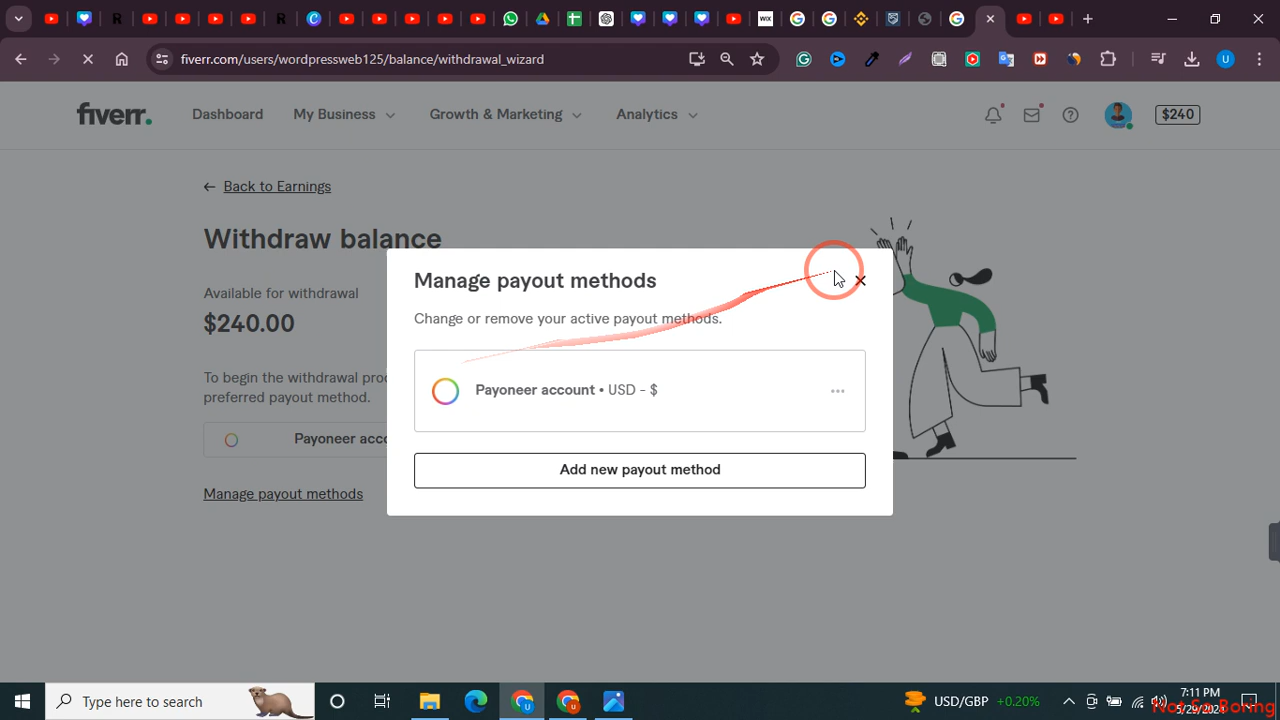 fiverr.com/users/wordpressweb125/balance/withdrawal_wizard
fiverr.
Dashboard
My Business
Growth & Marketing
Analytics
$240
Back to Earnings
Withdraw balance
Available for withdrawal
$240.00
To begin the withdrawal
preferred payout method.
Payoneer
Manage payout methods
Manage payout methods
Change or remove your active payout methods.
Payoneer account • USD - $
Add new payout method
Type here to search
USD/GBP +0.20%
7:11 PM
Not So Boring